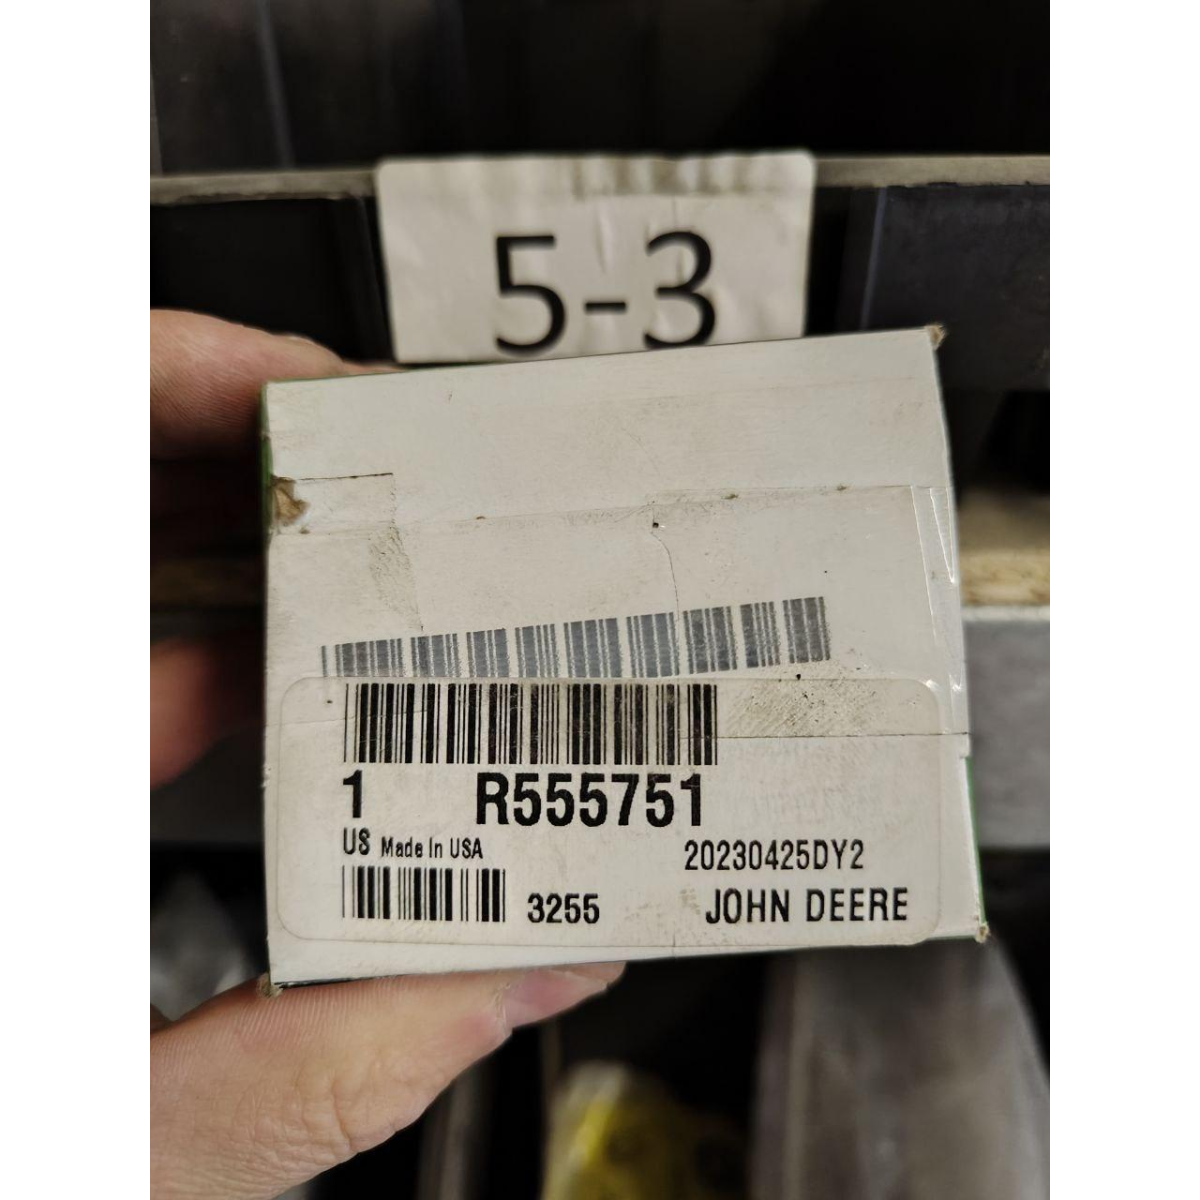 5-3
1 R555751
US Made In USA
20230425DY2
3255 JOHN DEERE